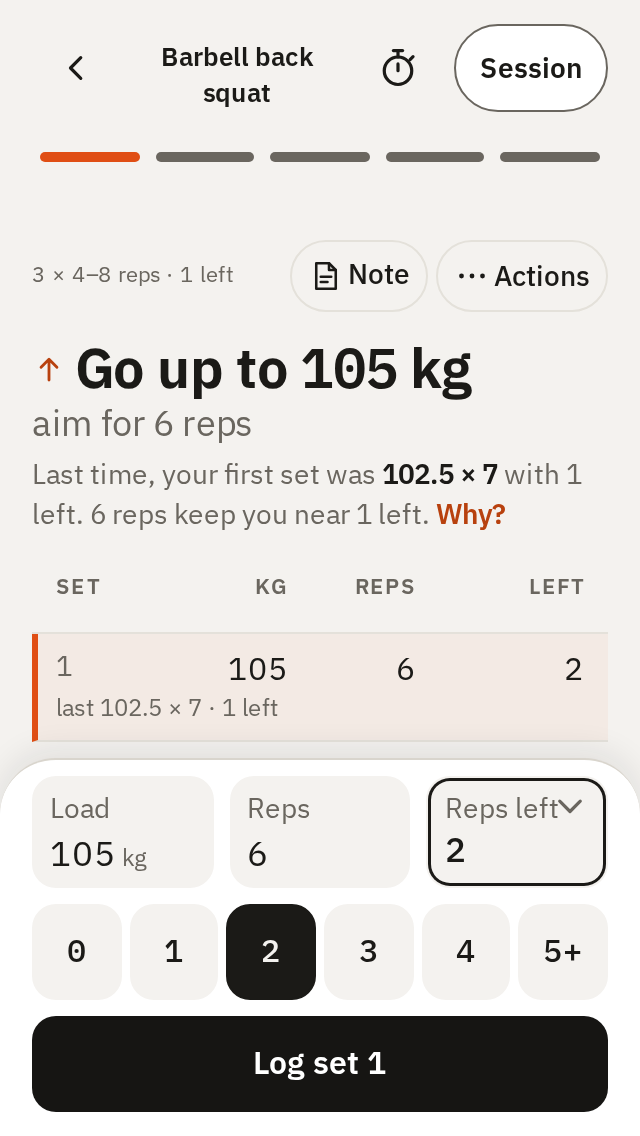 Barbell back
squat
Session
3 × 4–8 reps · 1 left
Note
··· Actions
↑ Go up to 105 kg
aim for 6 reps
Last time, your first set was 102.5 × 7 with 1
left. 6 reps keep you near 1 left. Why?
SET KG REPS LEFT
1 105 6 2
last 102.5 × 7 · 1 left
Load Reps Reps left
105 kg 6 2
0 1 2 3 4 5+
Log set 1